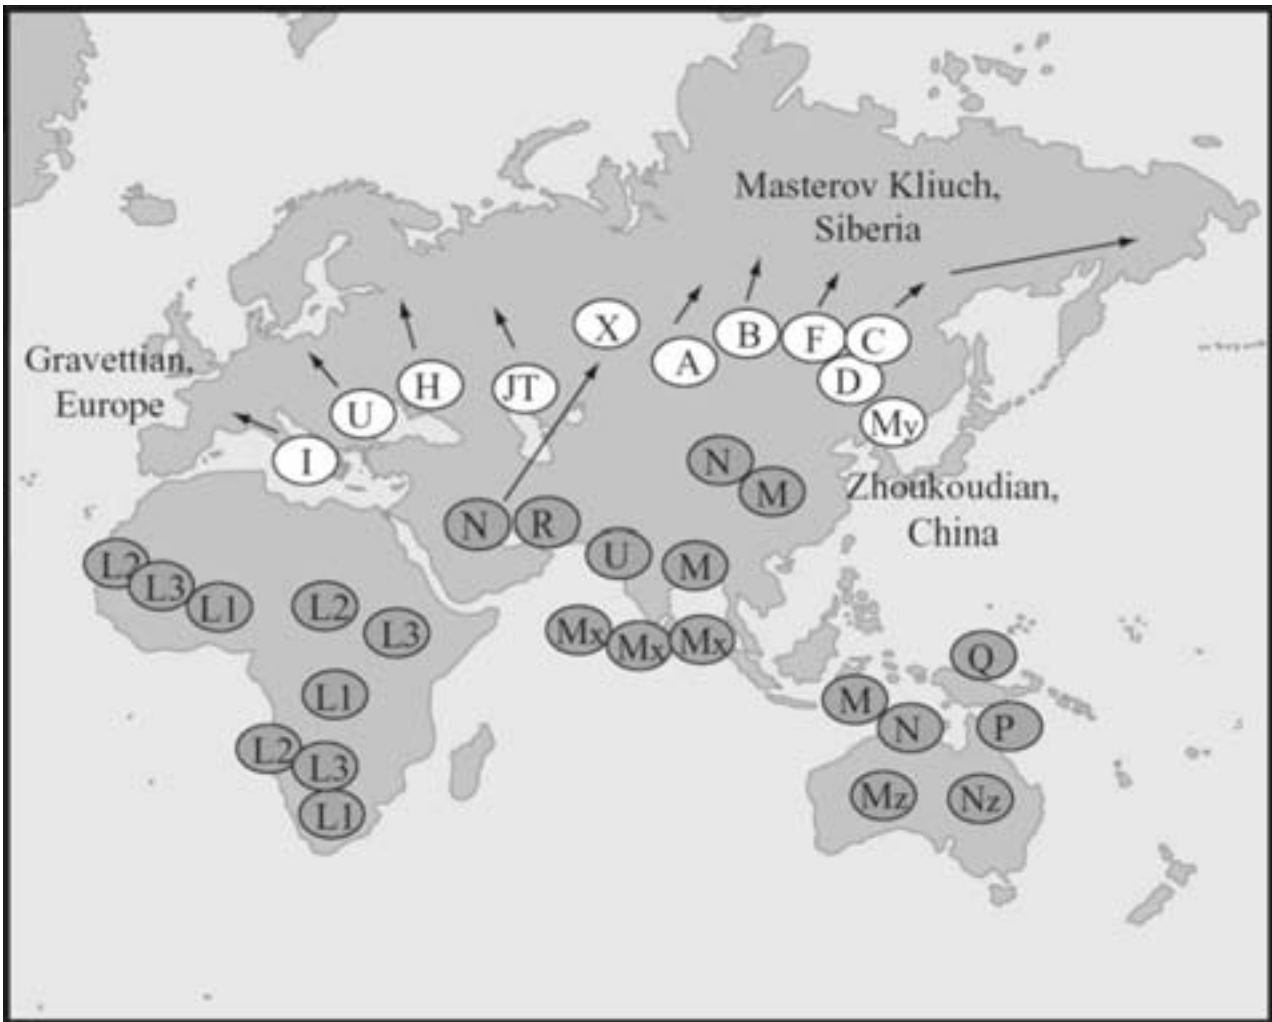 Masterov Kliuch,
Siberia
X
B
F
C
A
D
Gravettian,
Europe
H
JT
U
My
I
N
M
Zhoukoudian,
China
N
R
U
M
L2
L3
L1
L2
L3
Mx
Mx
Mx
Q
L1
M
N
P
L2
L3
L1
Mz
Nz